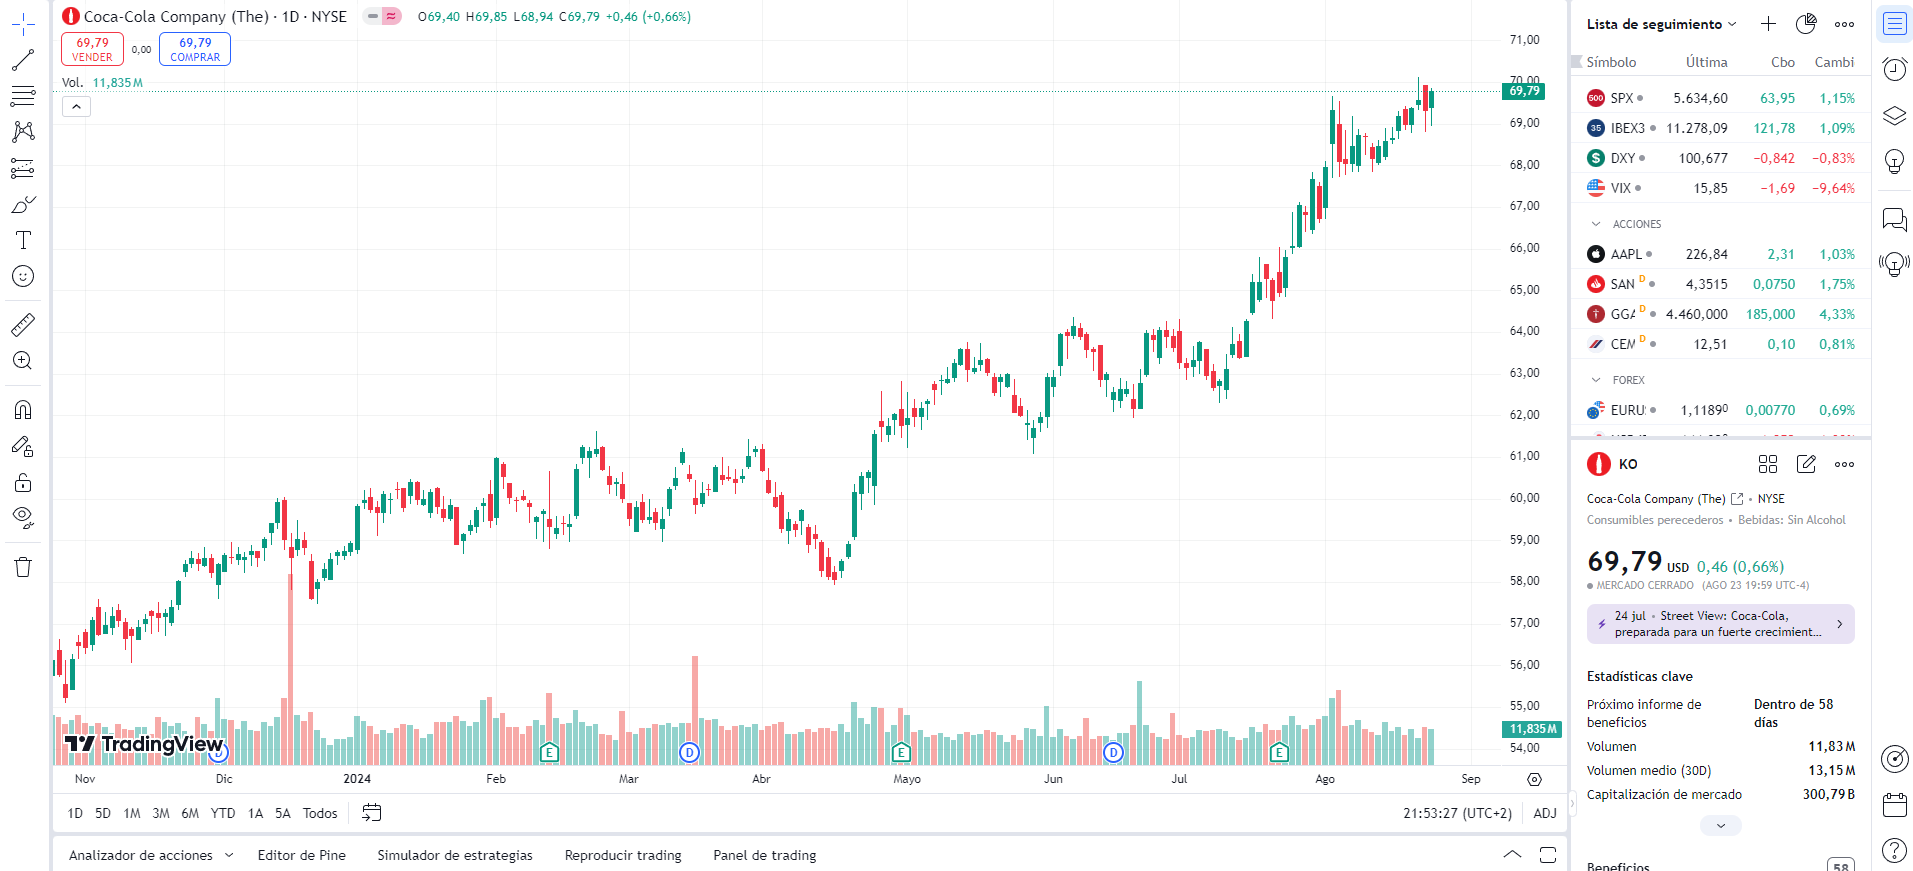 Coca-Cola Company (The) · 1D · NYSE
O69,40 H69,85 L68,94 C69,79 +0,46 (+0,66%)
69,79
VENDER
0,00
69,79
COMPRAR
Vol. 11,835 M
71,00
70,00
69,79
69,00
68,00
67,00
66,00
65,00
64,00
63,00
62,00
61,00
60,00
59,00
58,00
57,00
56,00
55,00
11,835 M
54,00
TradingView
D
E
D
E
D
E
Nov Dic 2024 Feb Mar Abr Mayo Jun Jul Ago Sep
1D 5D 1M 3M 6M YTD 1A 5A Todos
21:53:27 (UTC+2) ADJ
Analizador de acciones Editor de Pine Simulador de estrategias Reproducir trading Panel de trading
Lista de seguimiento
Símbolo Última Cbo Cambi
500 SPX 5.634,60 63,95 1,15%
35 IBEX3 11.278,09 121,78 1,09%
$ DXY 100,677 −0,842 −0,83%
VIX 15,85 −1,69 −9,64%
ACCIONES
AAPL 226,84 2,31 1,03%
SAN D 4,3515 0,0750 1,75%
GGA D 4.460,000 185,000 4,33%
CEM D 12,51 0,10 0,81%
FOREX
EURU 1,11890 0,00770 0,69%
KO
Coca-Cola Company (The) • NYSE
Consumibles perecederos • Bebidas: Sin Alcohol
69,79 USD 0,46 (0,66%)
MERCADO CERRADO (AGO 23 19:59 UTC-4)
24 jul • Street View: Coca-Cola,
preparada para un fuerte crecimient...
Estadísticas clave
Próximo informe de beneficios Dentro de 58 días
Volumen 11,83 M
Volumen medio (30D) 13,15 M
Capitalización de mercado 300,79 B
Beneficios 58